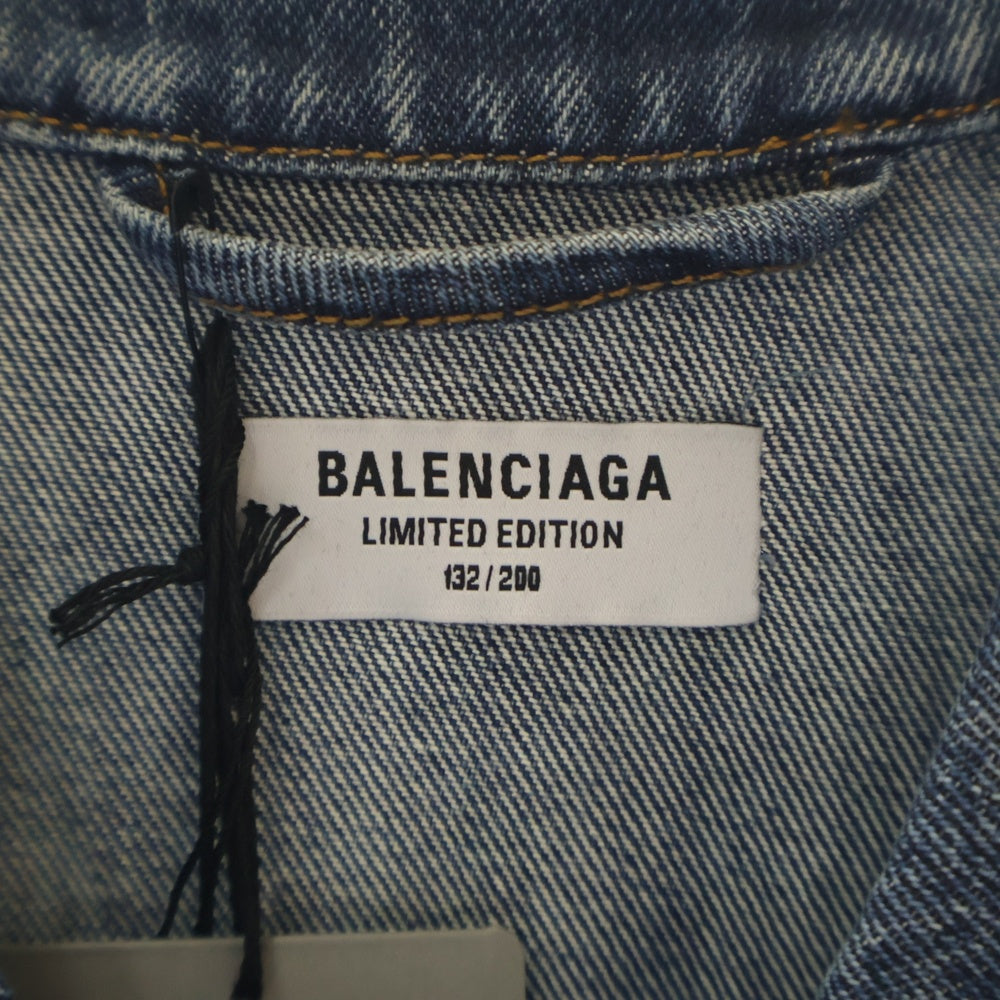 BALENCIAGA
LIMITED EDITION
132 / 200